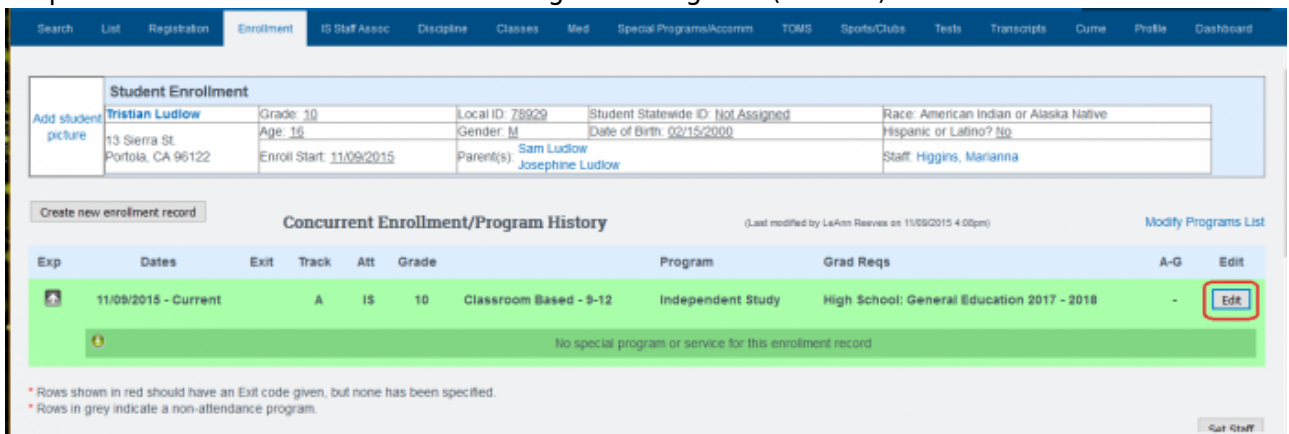 Search List Registration Enrollment IS Staff Assoc Discipline Classes Med Special Programs/Accomm TOMS Sports/Clubs Tests Transcripts Cume Profile Dashboard
Student Enrollment
Add student picture
Tristian Ludlow
13 Sierra St.
Portola, CA 96122
Grade: 10
Age: 16
Enroll Start: 11/09/2015
Local ID: 78929
Gender: M
Parent(s): Sam Ludlow
Josephine Ludlow
Student Statewide ID: Not Assigned
Date of Birth: 02/15/2000
Race: American Indian or Alaska Native
Hispanic or Latino? No
Staff: Higgins, Marianna
Create new enrollment record
Concurrent Enrollment/Program History
(Last modified by LeAnn Reeves on 11/09/2015 4:08pm)
Modify Programs List
Exp Dates Exit Track Att Grade Program Grad Reqs A-G Edit
11/09/2015 - Current A IS 10 Classroom Based - 9-12 Independent Study High School: General Education 2017 - 2018 - Edit
No special program or service for this enrollment record
* Rows shown in red should have an Exit code given, but none has been specified.
* Rows in grey indicate a non-attendance program.
Set Staff